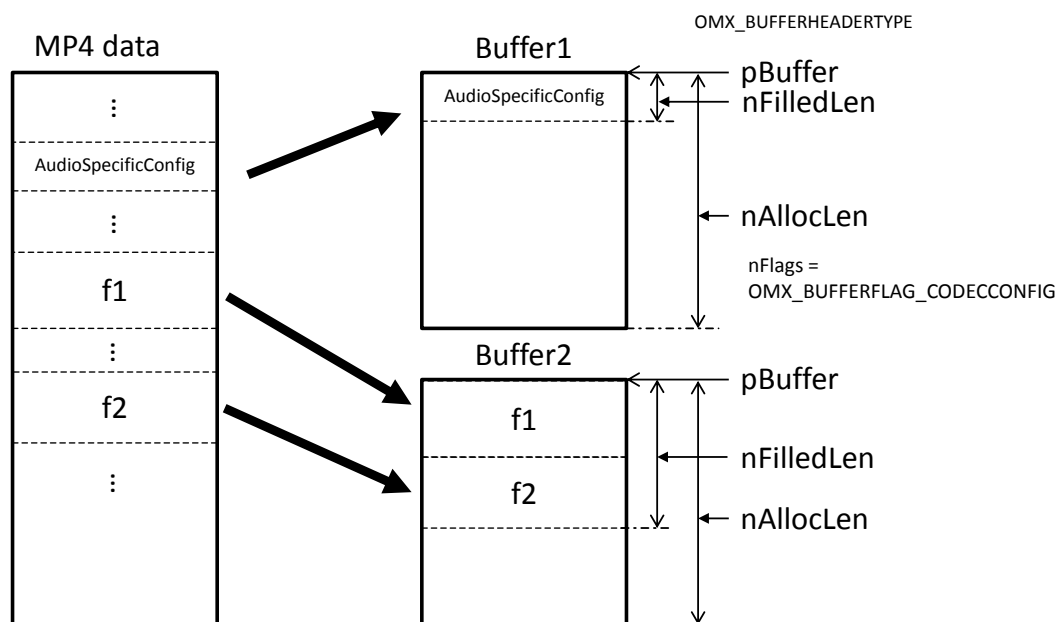 OMX_BUFFERHEADERTYPE
MP4 data
⋮
AudioSpecificConfig
⋮
f1
⋮
f2
⋮
Buffer1
AudioSpecificConfig
pBuffer
nFilledLen
nAllocLen
nFlags =
OMX_BUFFERFLAG_CODECCONFIG
Buffer2
f1
f2
pBuffer
nFilledLen
nAllocLen